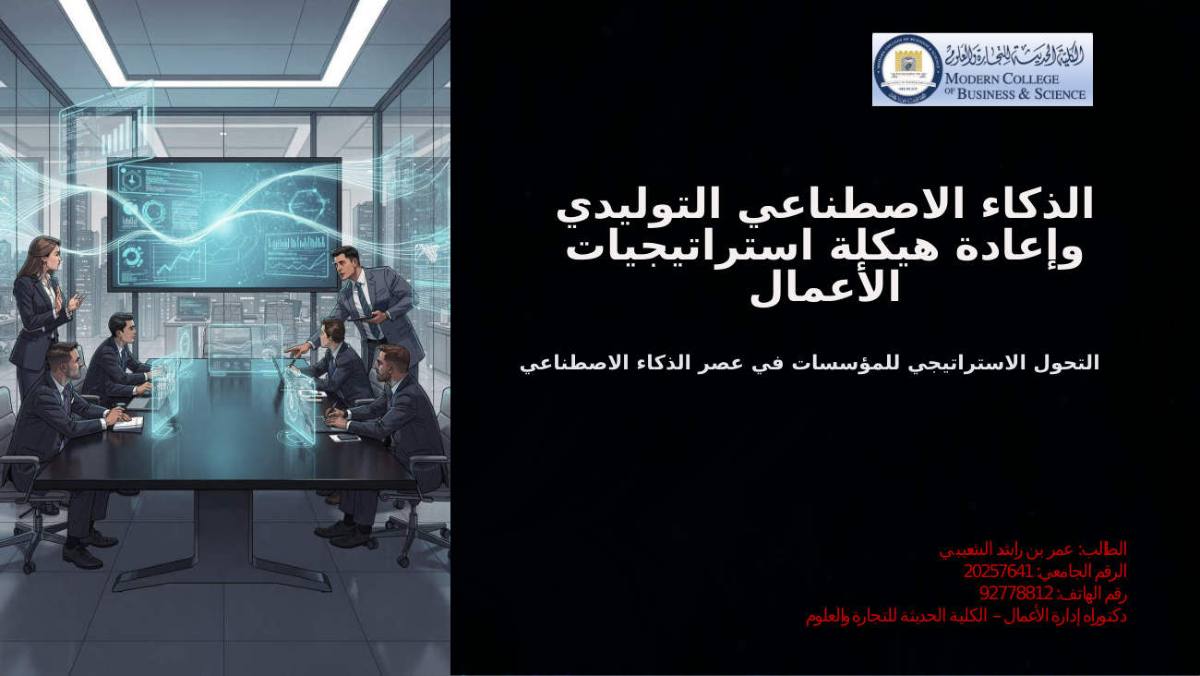 الكلية الحديثة للتجارة والعلوم
MODERN COLLEGE
OF BUSINESS & SCIENCE
الذكاء الاصطناعي التوليدي
وإعادة هيكلة استراتيجيات
الأعمال
التحول الاستراتيجي للمؤسسات في عصر الذكاء الاصطناعي
الطالب: عمر بن راشد الشعيبي
الرقم الجامعي: 20257641
رقم الهاتف: 92778812
دكتوراه إدارة الأعمال – الكلية الحديثة للتجارة والعلوم